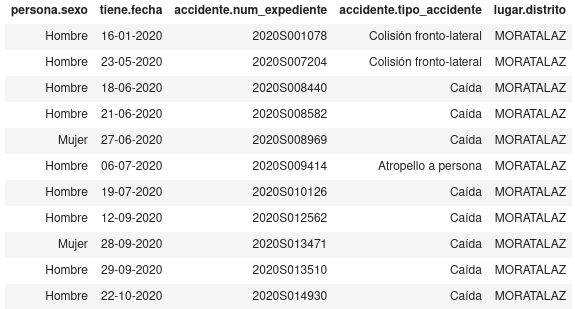 persona.sexo tiene.fecha accidente.num_expediente accidente.tipo_accidente lugar.distrito
Hombre 16-01-2020 2020S001078 Colisión fronto-lateral MORATALAZ
Hombre 23-05-2020 2020S007204 Colisión fronto-lateral MORATALAZ
Hombre 18-06-2020 2020S008440 Caída MORATALAZ
Hombre 21-06-2020 2020S008582 Caída MORATALAZ
Mujer 27-06-2020 2020S008969 Caída MORATALAZ
Hombre 06-07-2020 2020S009414 Atropello a persona MORATALAZ
Hombre 19-07-2020 2020S010126 Caída MORATALAZ
Hombre 12-09-2020 2020S012562 Caída MORATALAZ
Mujer 28-09-2020 2020S013471 Caída MORATALAZ
Hombre 29-09-2020 2020S013510 Caída MORATALAZ
Hombre 22-10-2020 2020S014930 Caída MORATALAZ